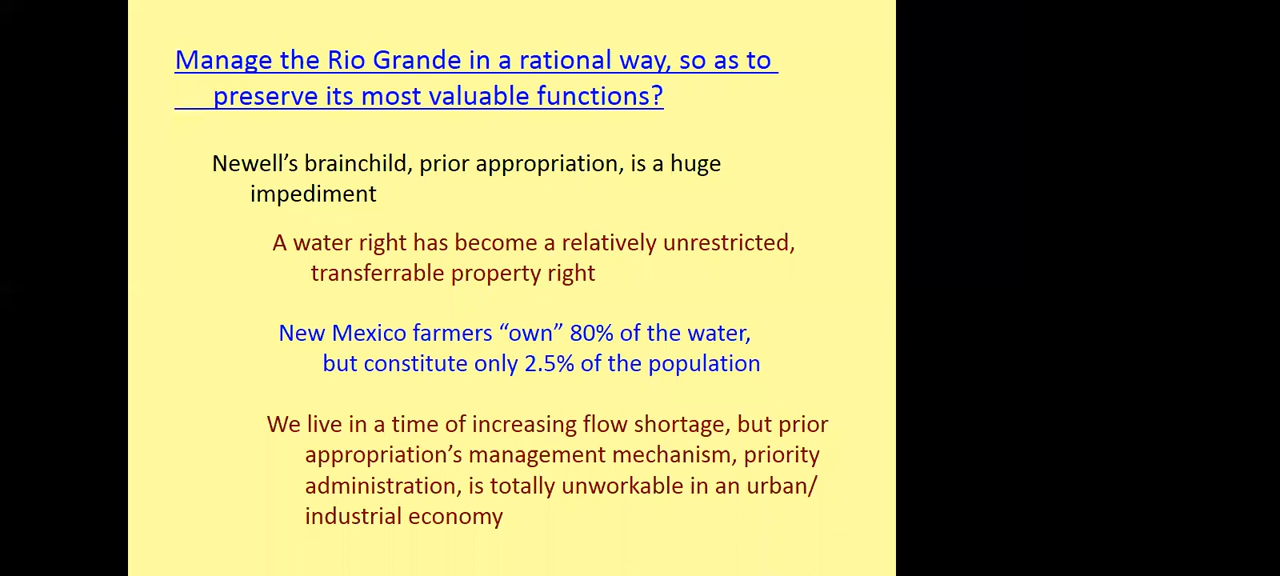 Manage the Rio Grande in a rational way, so as to
preserve its most valuable functions?
Newell’s brainchild, prior appropriation, is a huge
impediment
A water right has become a relatively unrestricted,
transferrable property right
New Mexico farmers “own” 80% of the water,
but constitute only 2.5% of the population
We live in a time of increasing flow shortage, but prior
appropriation’s management mechanism, priority
administration, is totally unworkable in an urban/
industrial economy